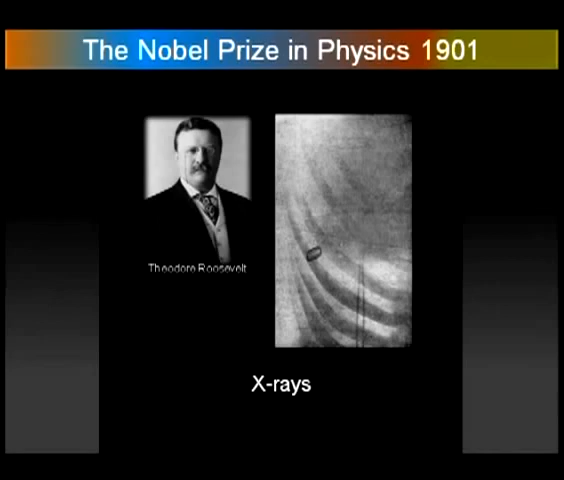 The Nobel Prize in Physics 1901
Theodore Roosevelt
X-rays